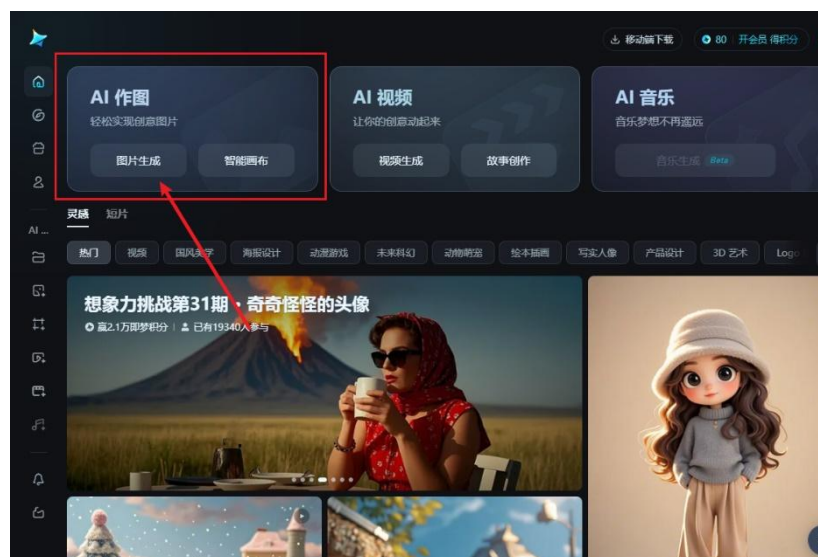 移动端下载
80 开会员 得积分
AI 作图
轻松实现创意图片
图片生成
智能画布
AI 视频
让你的创意动起来
视频生成
故事创作
AI 音乐
音乐梦想不再遥远
音乐生成 Beta
灵感 短片
AI ...
热门 视频 国风美学 海报设计 动漫游戏 未来科幻 动物萌宠 绘本插画 写实人像 产品设计 3D 艺术 Logo
想象力挑战第31期·奇奇怪怪的头像
赢2.1万即梦积分 | 已有19340人参与